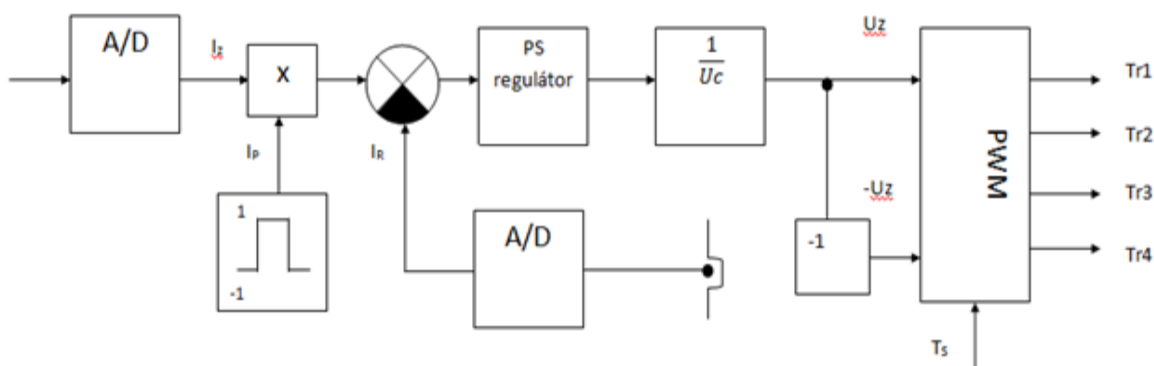 A/D
Iz
X
IP
1
-1
IR
PS
regulátor
1
Uc
A/D
Uz
-Uz
-1
PWM
Ts
Tr1
Tr2
Tr3
Tr4